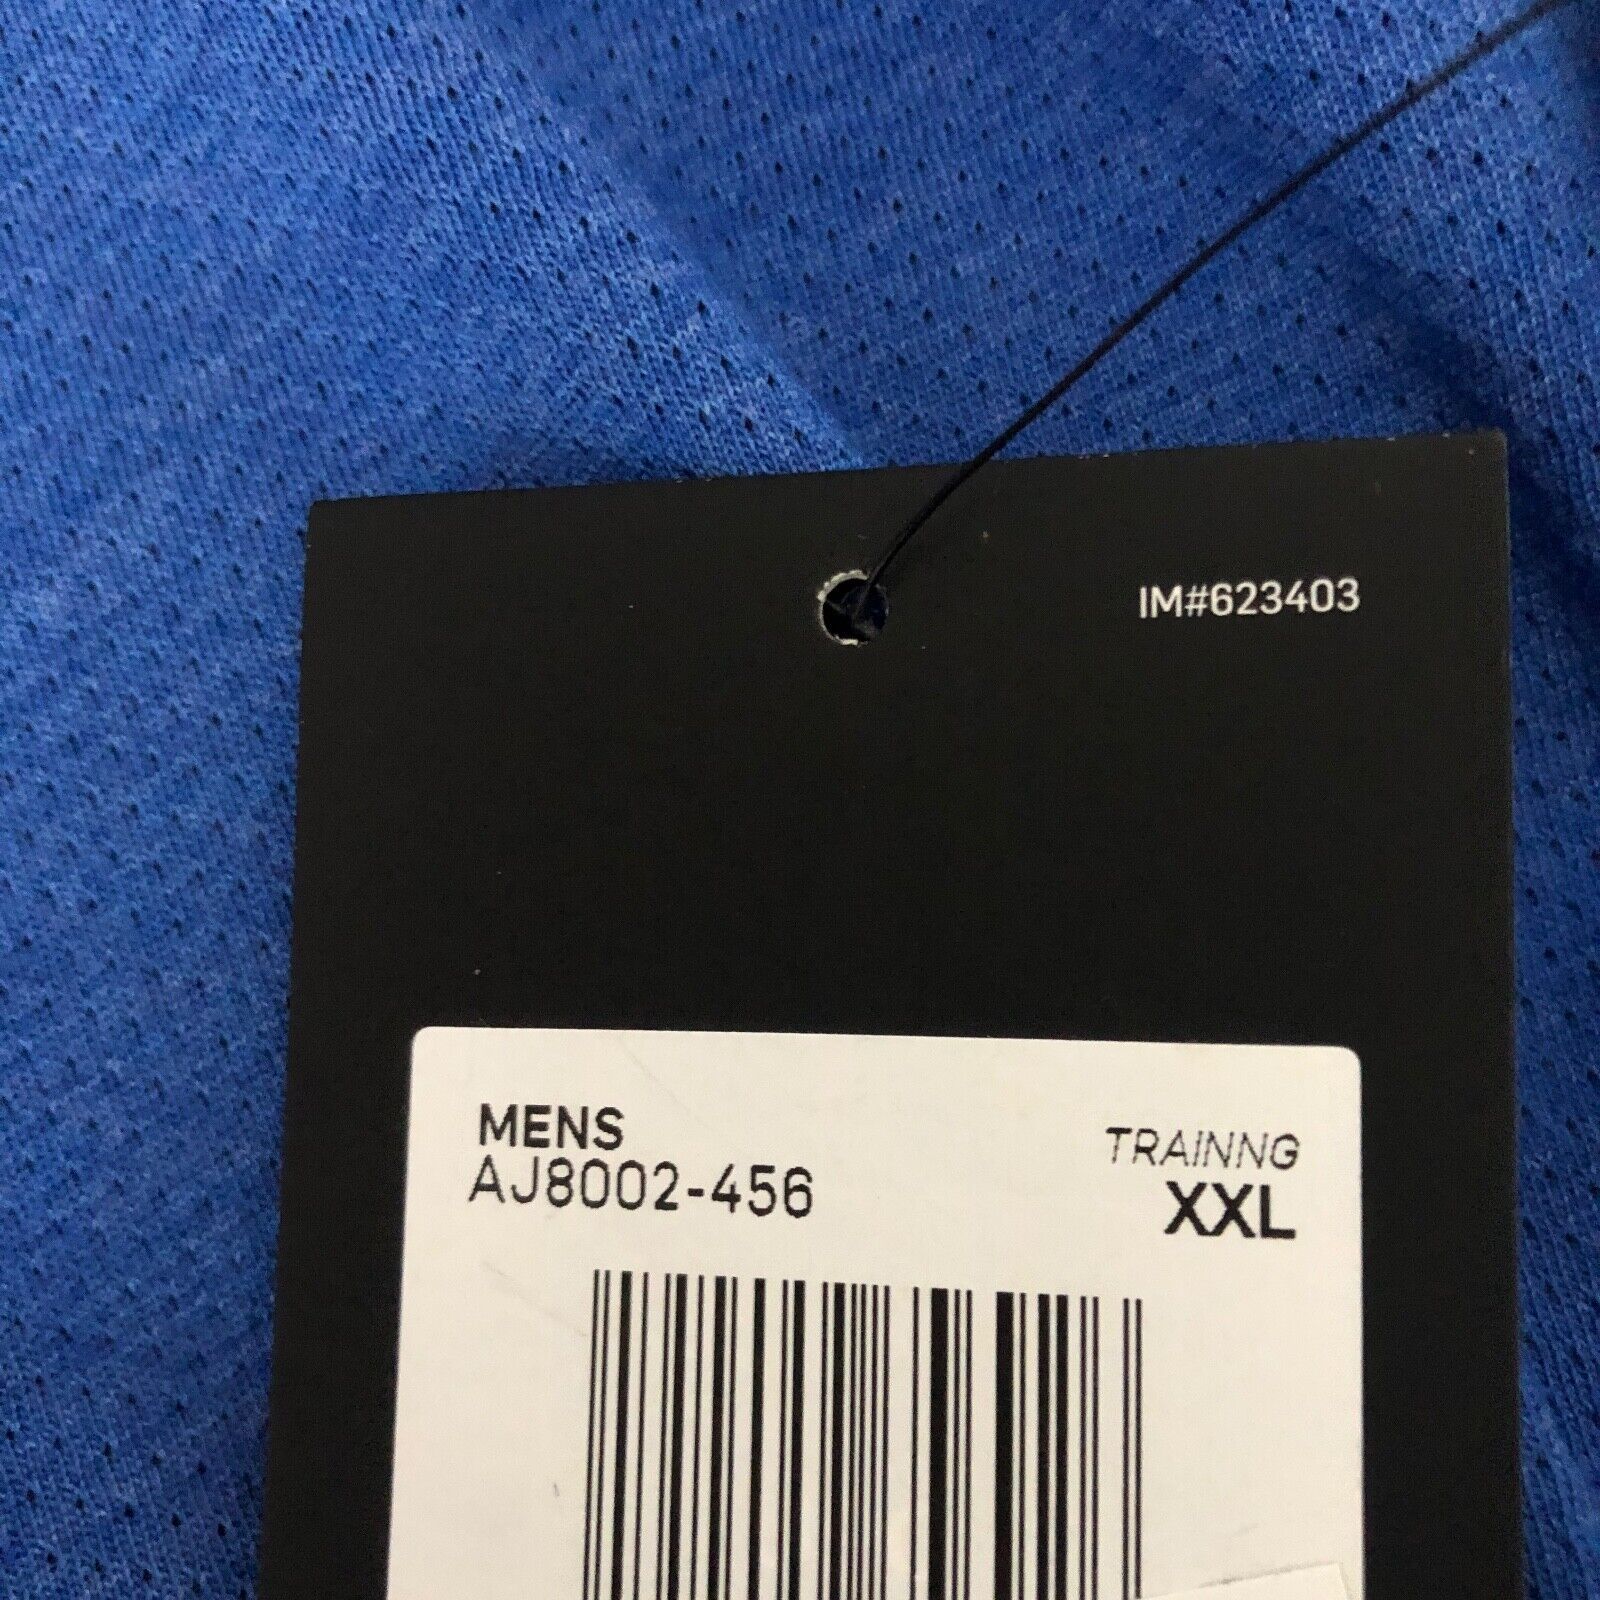 IM#623403
MENS
TRAINNG
AJ8002-456
XXL